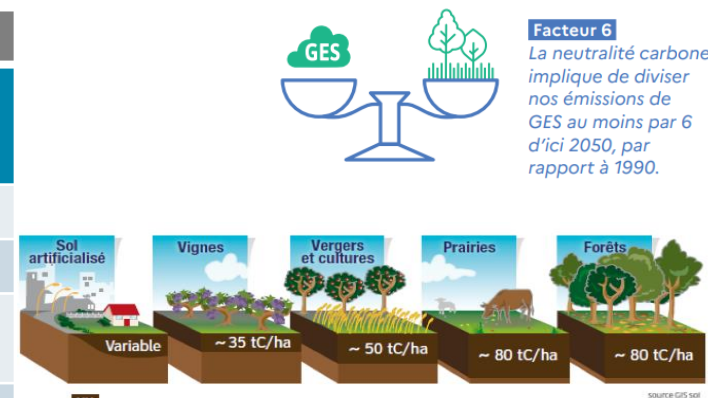 GES
Facteur 6
La neutralité carbone
implique de diviser
nos émissions de
GES au moins par 6
d'ici 2050, par
rapport à 1990.
Sol
artificialisé
Vignes
Vergers
et cultures
Prairies
Forêts
Variable
~ 35 tC/ha
~ 50 tC/ha
~ 80 tC/ha
~ 80 tC/ha
source GIS sol